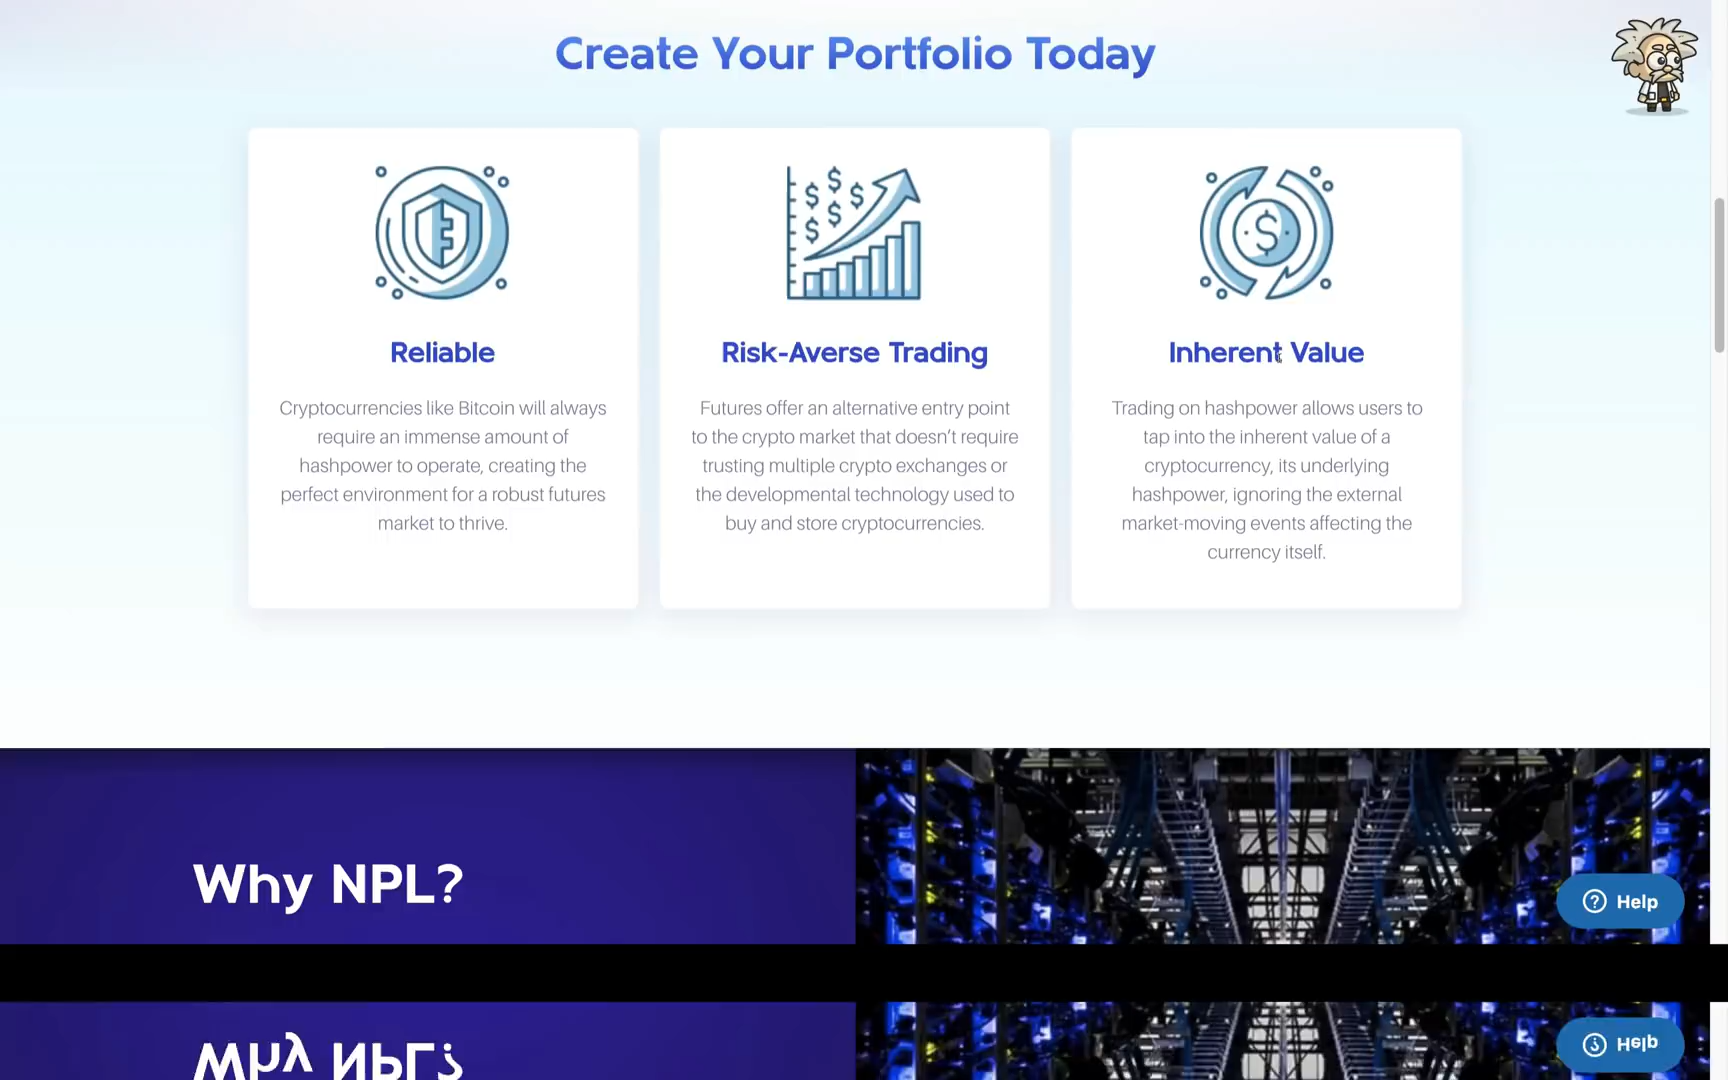 Create Your Portfolio Today
Reliable
Cryptocurrencies like Bitcoin will always
require an immense amount of
hashpower to operate, creating the
perfect environment for a robust futures
market to thrive.
Risk-Averse Trading
Futures offer an alternative entry point
to the crypto market that doesn’t require
trusting multiple crypto exchanges or
the developmental technology used to
buy and store cryptocurrencies.
Inherent Value
Trading on hashpower allows users to
tap into the inherent value of a
cryptocurrency, its underlying
hashpower, ignoring the external
market-moving events affecting the
currency itself.
Why NPL?
Help
Why NPL?
Help